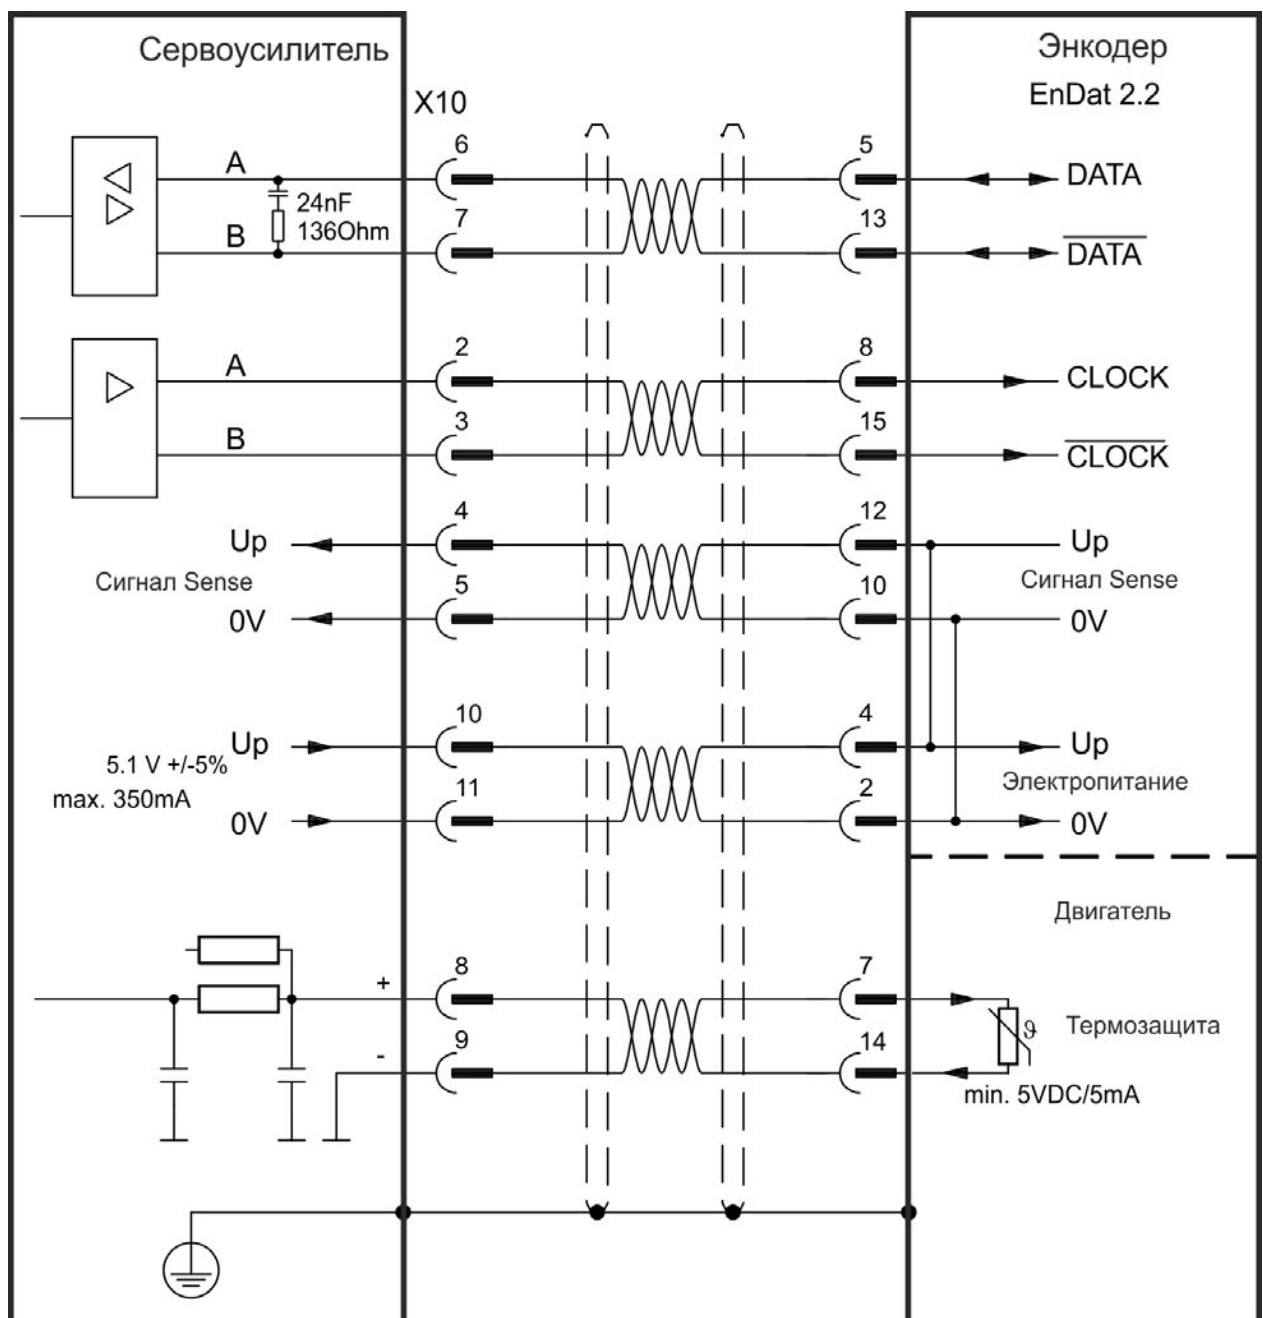 Сервоусилитель
Энкодер
EnDat 2.2
X10
A
6
5
DATA
24nF
136Ohm
B
7
13
DATA
A
2
8
CLOCK
B
3
15
CLOCK
Up
4
12
Up
Сигнал Sense
Сигнал Sense
0V
5
10
0V
Up
10
4
Up
5.1 V +/-5%
max. 350mA
Электропитание
0V
11
2
0V
Двигатель
+
8
7
ϑ
Термозащита
-
9
14
min. 5VDC/5mA